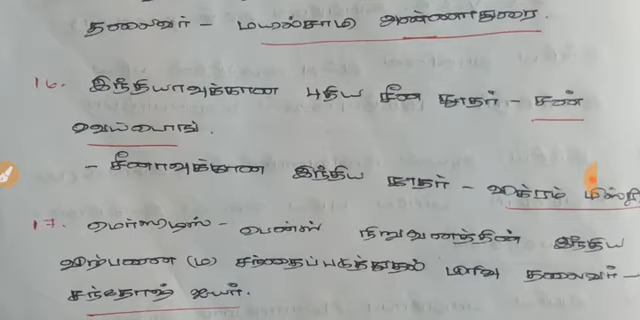 தலைவர் - மயில்சாமி அண்ணாதுரை.
16. இந்தியாவுக்கான புதிய சீன தூதர் - சன்
வெய்டோங்.
- சீனாவுக்கான இந்திய தூதர் - விக்ரம் மிஸ்ரி
17. மெர்ஸிடிஸ் - பென்ஸ் நிறுவனத்தின் இந்திய
விற்பனை (ம) சந்தைப்படுத்துதல் பிரிவு தலைவர் -
சந்தோஷ் ஐயர்.